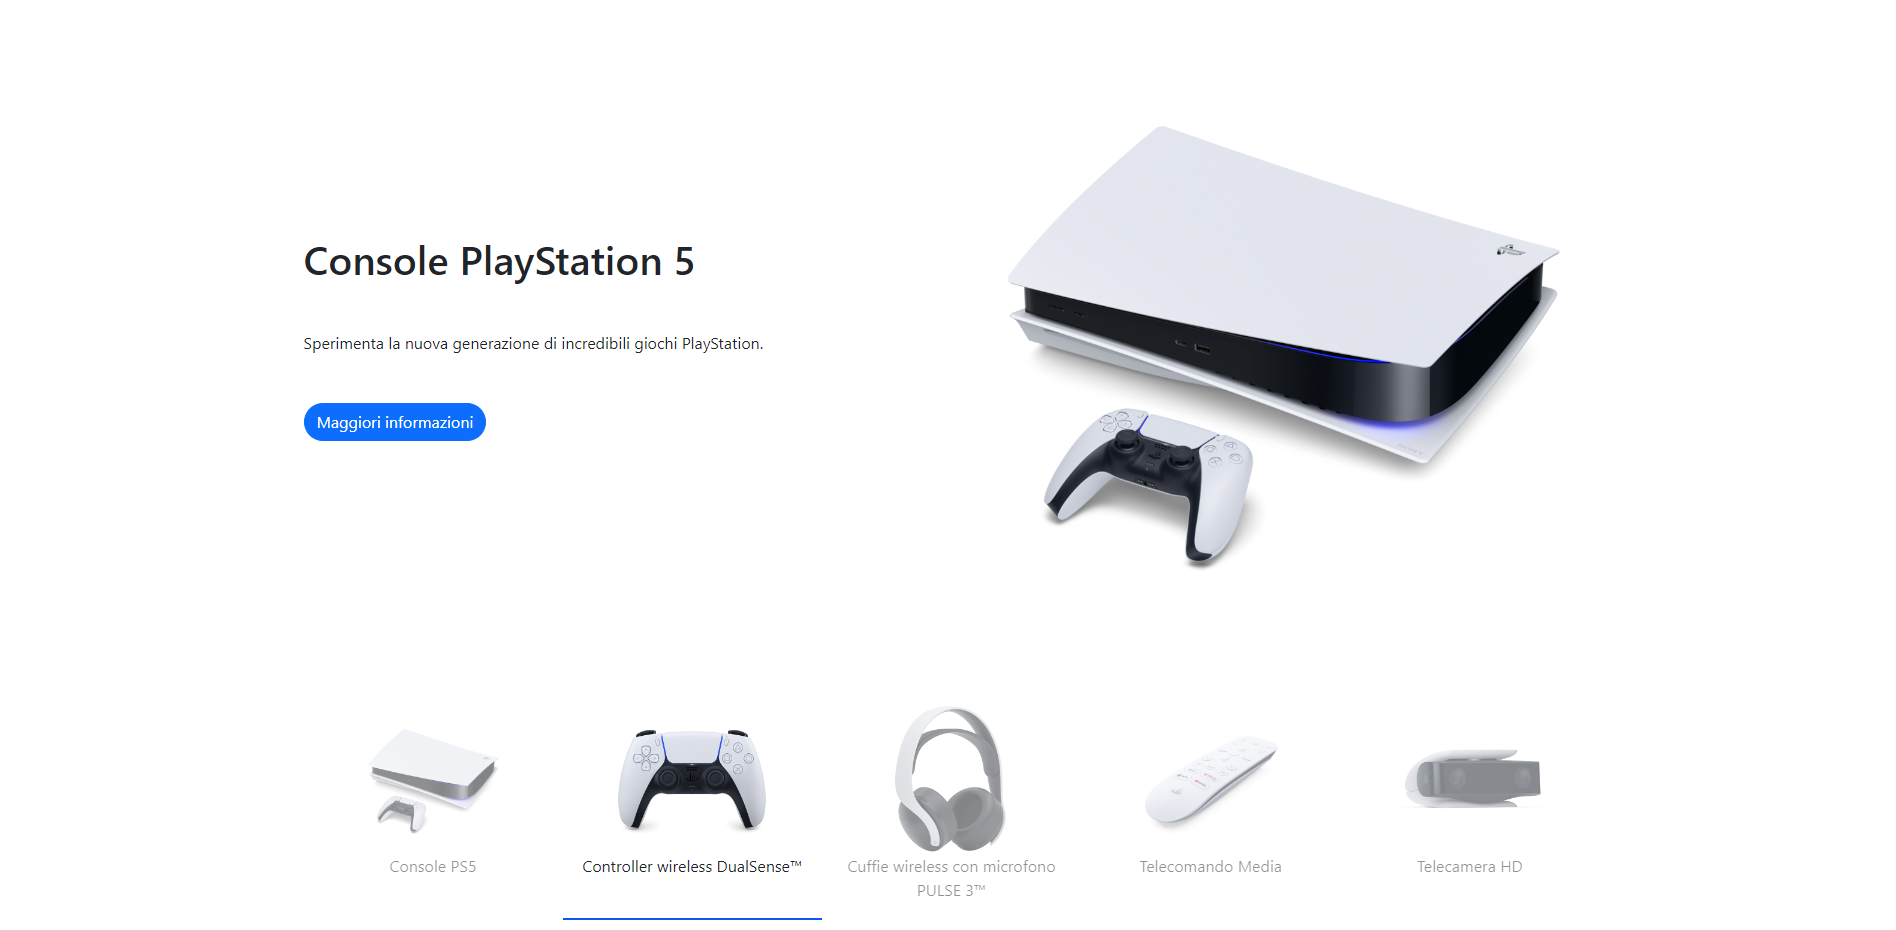 Console PlayStation 5
Sperimenta la nuova generazione di incredibili giochi PlayStation.
Maggiori informazioni
Console PS5
Controller wireless DualSense™
Cuffie wireless con microfono
PULSE 3™
Telecomando Media
Telecamera HD